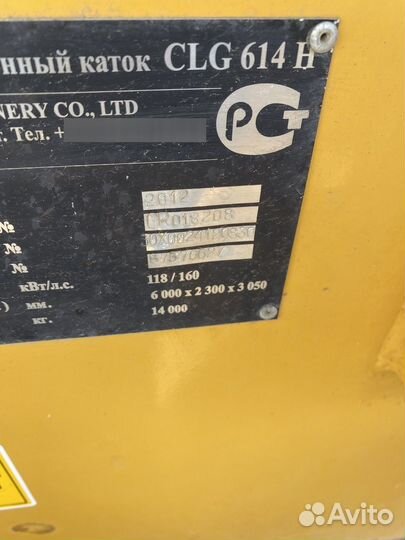 нный каток CLG 614 H
NERY CO., LTD
г. Тел. +
РСТ
2012
№ CR018208
№
№
кВт/л.с. 118 / 160
) мм. 6 000 x 2 300 x 3 050
кг. 14 000
Avito